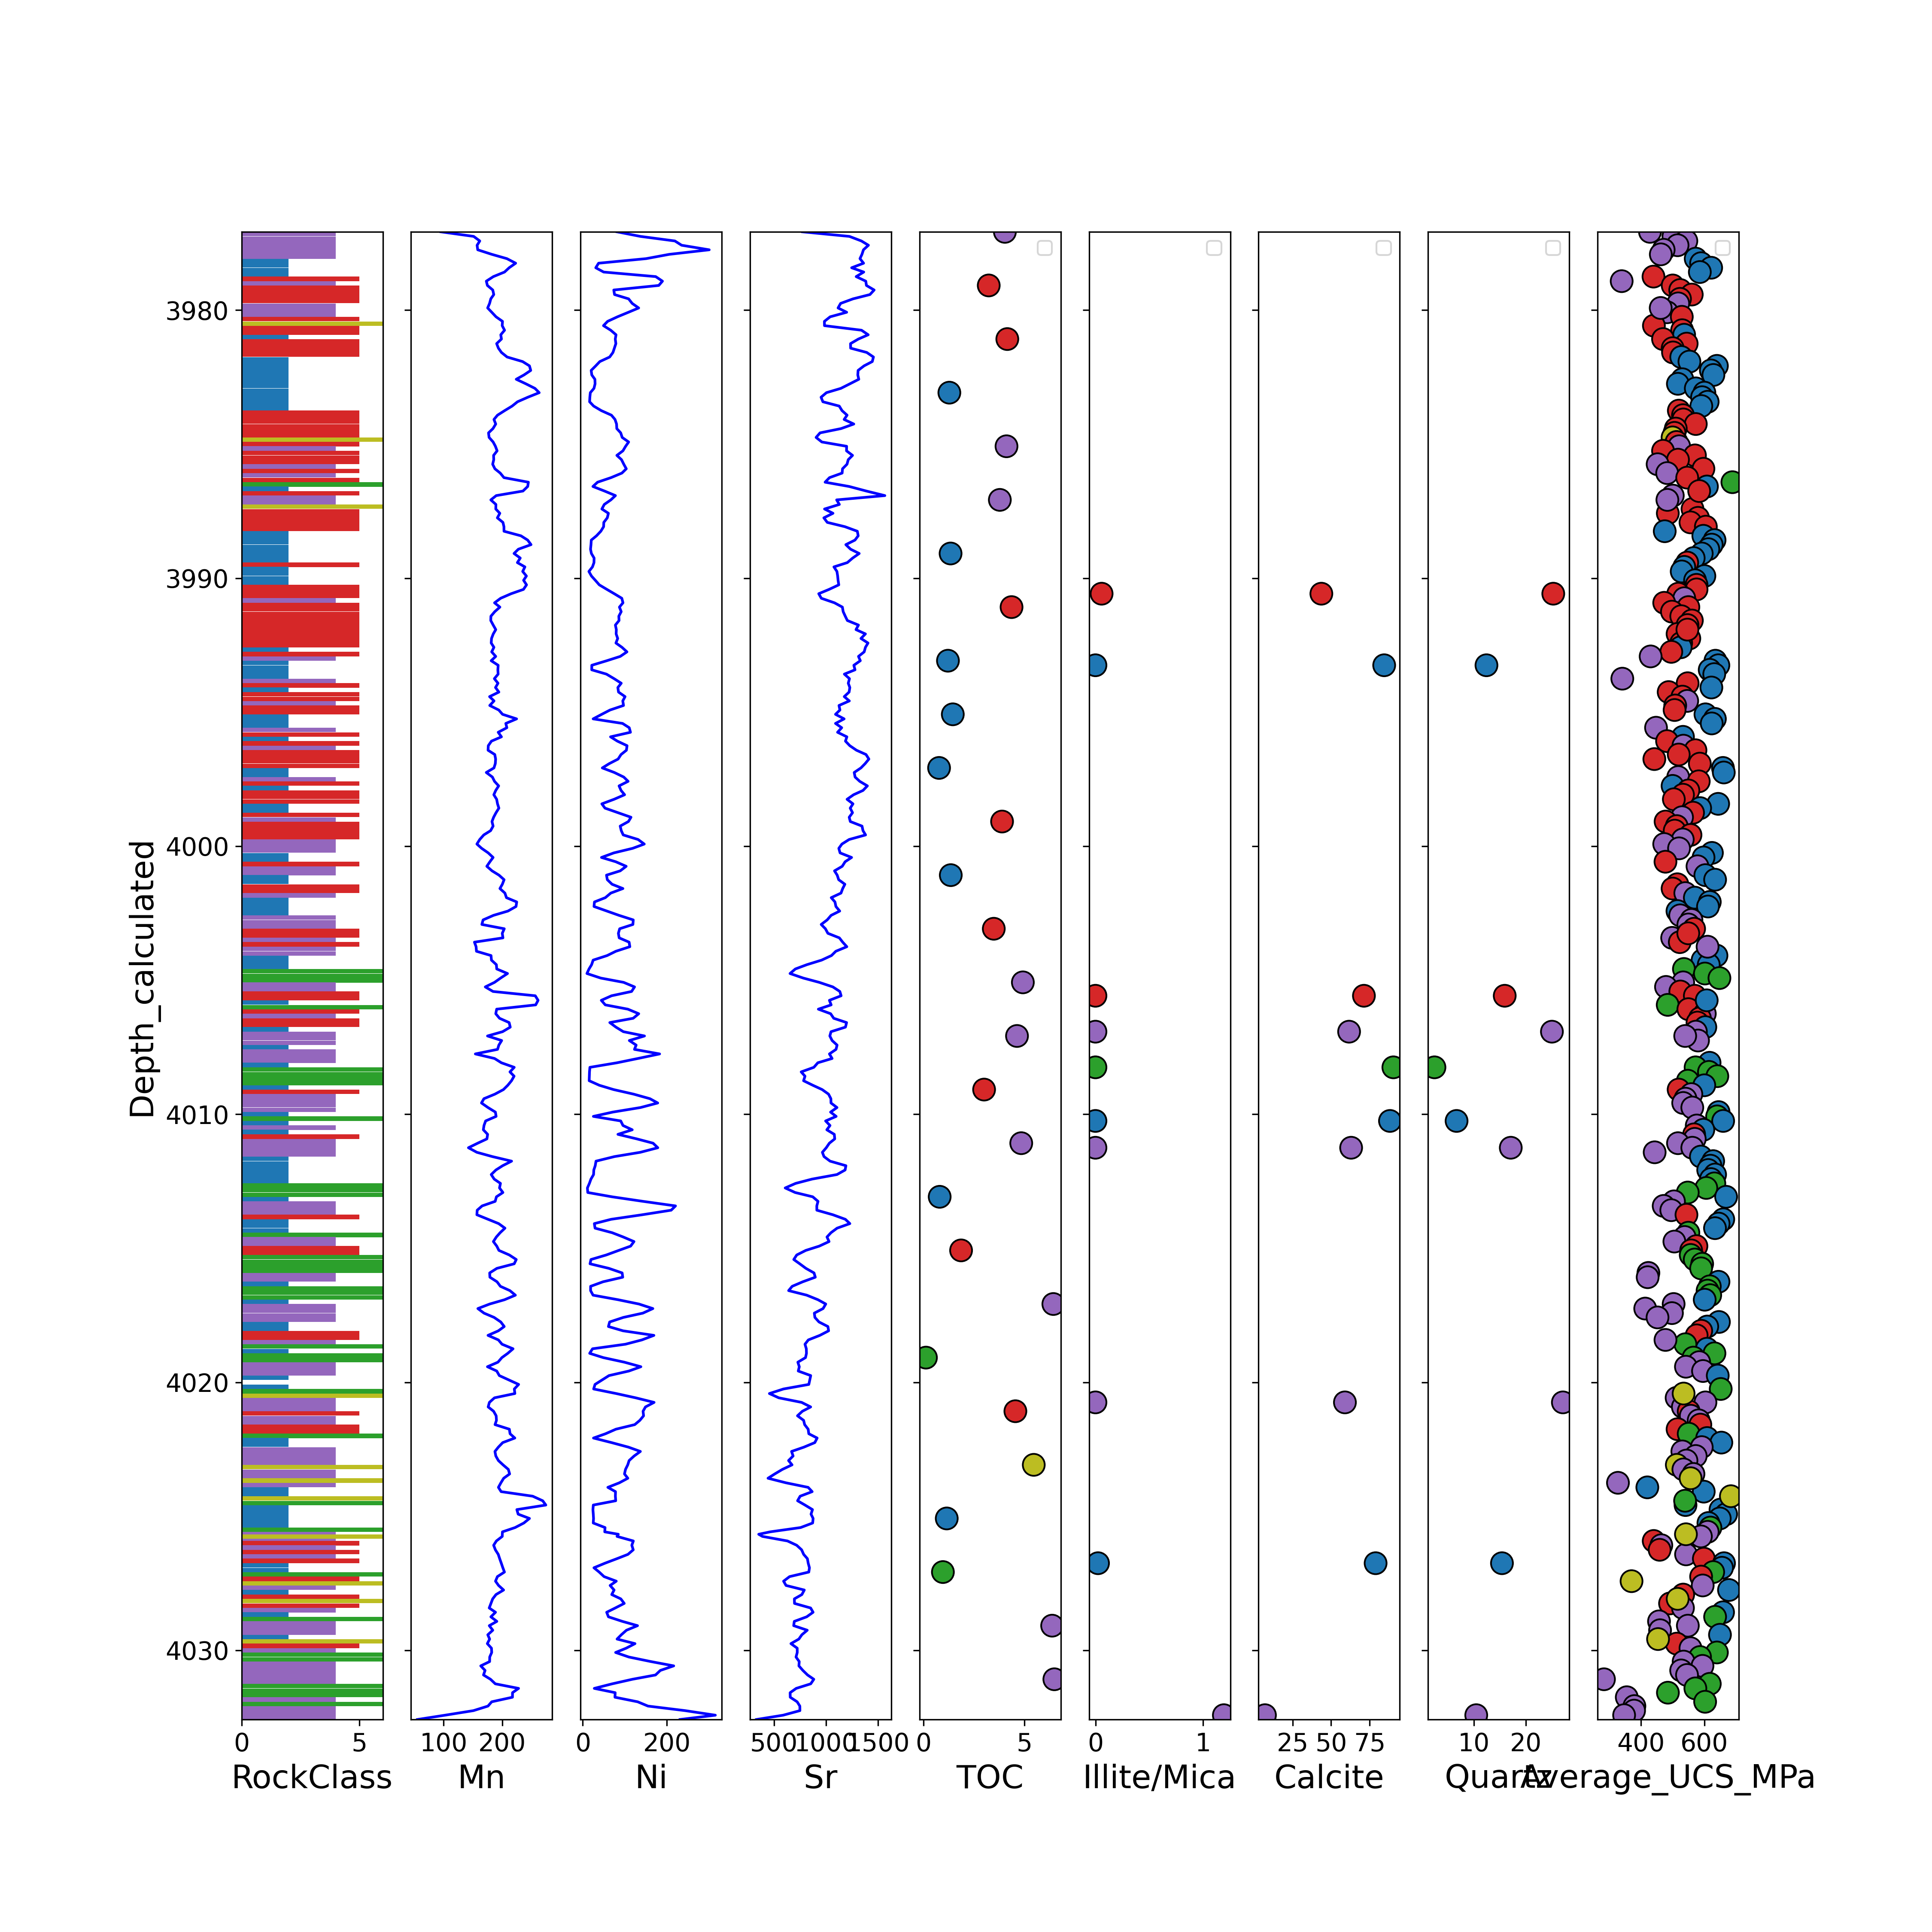 3980
3990
4000
4010
4020
4030
Depth_calculated
0 5 100 200 0 200 500 1000 1500 0 5 0 1 25 50 75 10 20 400 600
RockClass Mn Ni Sr TOC Illite/Mica Calcite Quartz Average_UCS_MPa